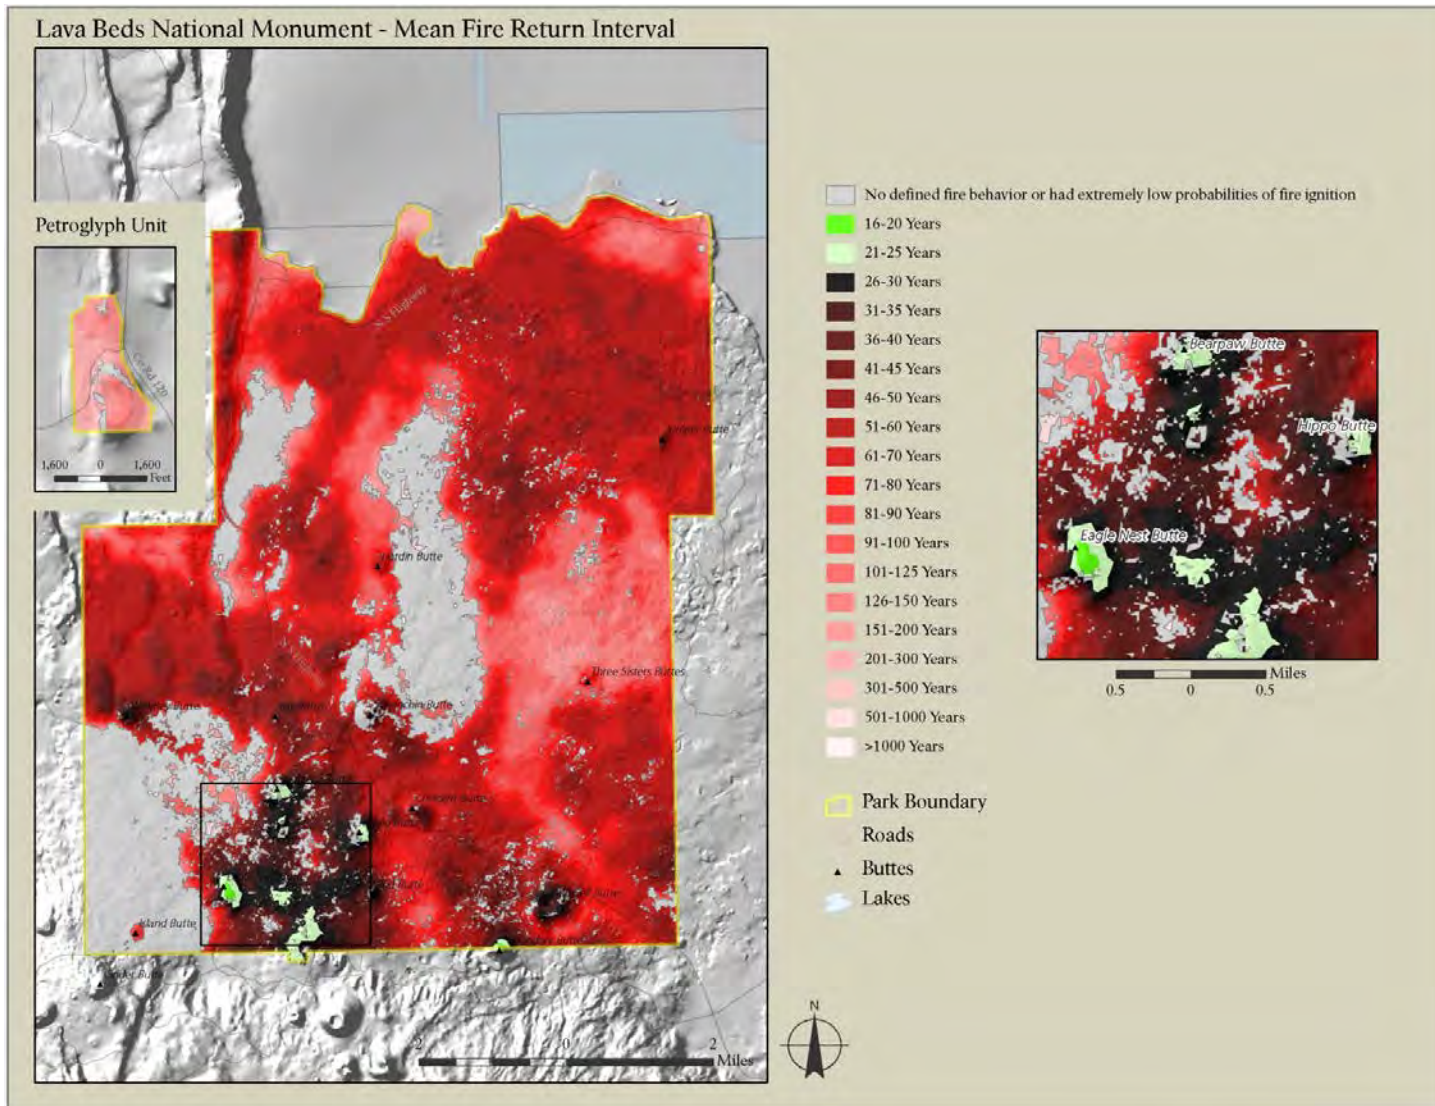 Lava Beds National Monument - Mean Fire Return Interval
Petroglyph Unit
Co Rd 120
1,600 0 1,600
Feet
N-S Highway
Hardin Butte
Three Sisters Buttes
Island Butte
2 0 2
Miles
N
No defined fire behavior or had extremely low probabilities of fire ignition
16-20 Years
21-25 Years
26-30 Years
31-35 Years
36-40 Years
41-45 Years
46-50 Years
51-60 Years
61-70 Years
71-80 Years
81-90 Years
91-100 Years
101-125 Years
126-150 Years
151-200 Years
201-300 Years
301-500 Years
501-1000 Years
>1000 Years
Park Boundary
Roads
Buttes
Lakes
Bearpaw Butte
Hippo Butte
Eagle Nest Butte
0.5 0 0.5
Miles